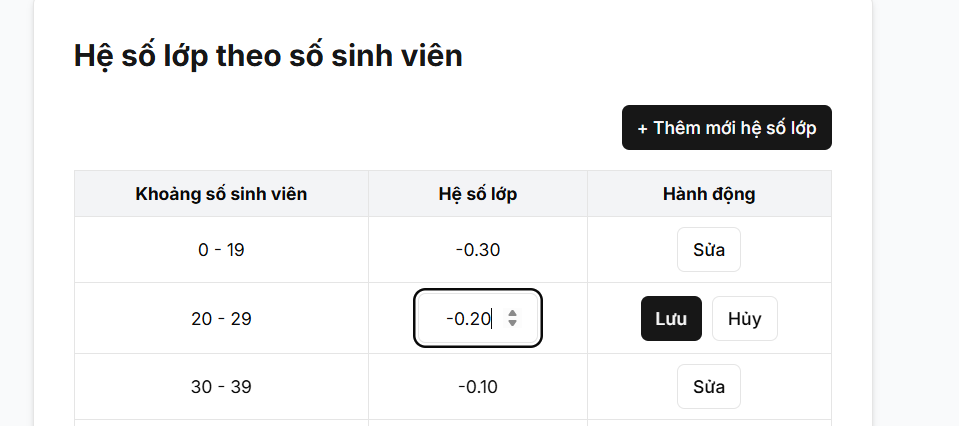 Hệ số lớp theo số sinh viên
+ Thêm mới hệ số lớp
Khoảng số sinh viên Hệ số lớp Hành động
0 - 19 -0.30 Sửa
20 - 29 -0.20 Lưu Hủy
30 - 39 -0.10 Sửa